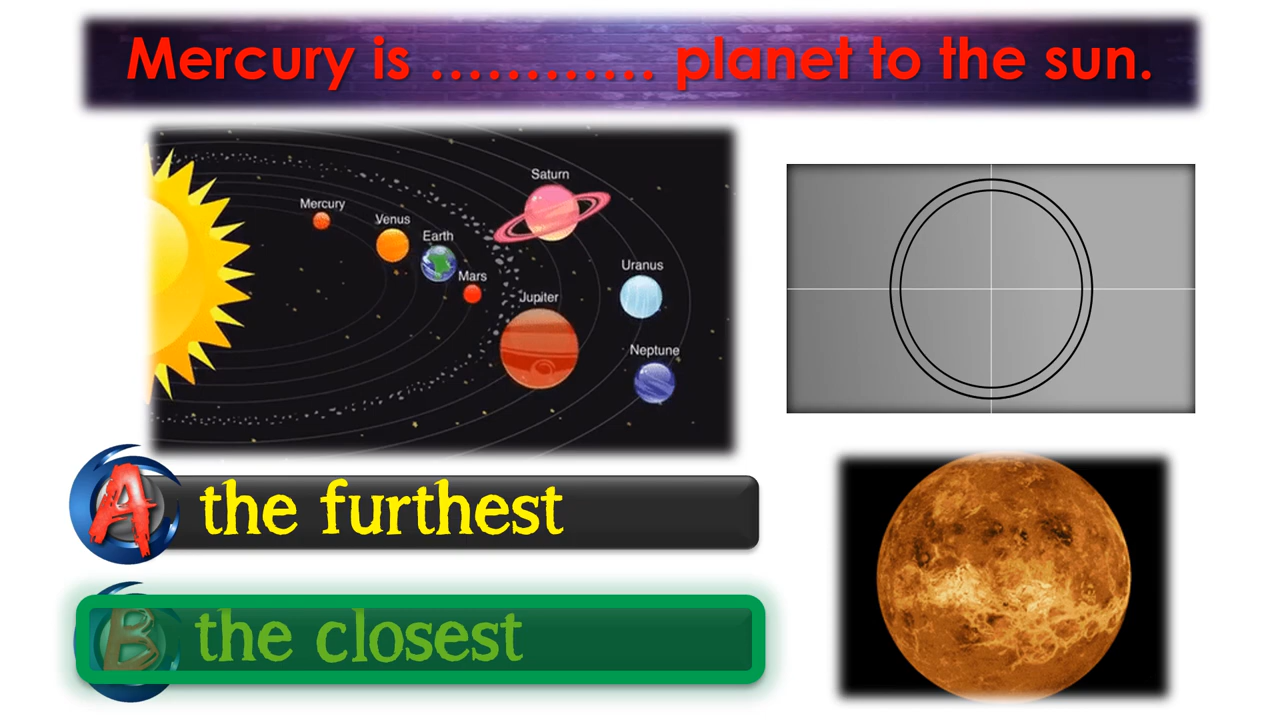 Mercury is ………… planet to the sun.
Saturn
Mercury
Venus
Earth
Uranus
Mars
Jupiter
Neptune
A the furthest
B the closest